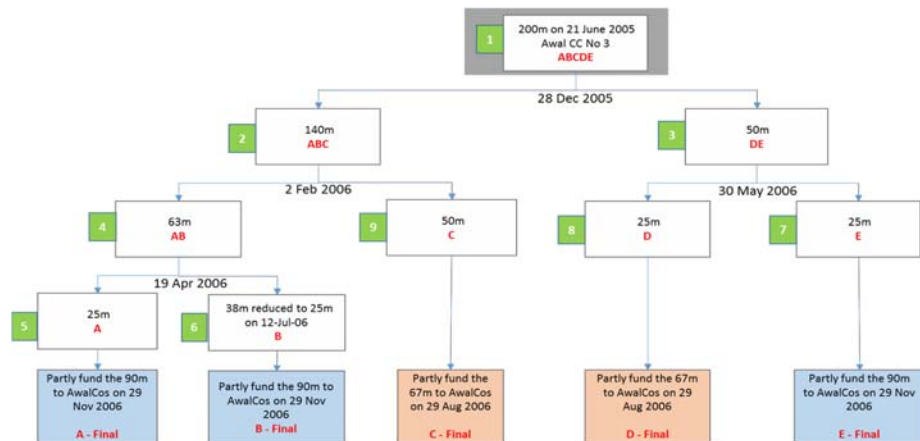 1
200m on 21 June 2005
Awal CC No 3
ABCDE
28 Dec 2005
2
140m
ABC
3
50m
DE
2 Feb 2006
30 May 2006
4
63m
AB
9
50m
C
8
25m
D
7
25m
E
19 Apr 2006
5
25m
A
6
38m reduced to 25m
on 12-Jul-06
B
Partly fund the 90m
to AwalCos on 29
Nov 2006
A - Final
Partly fund the 90m to
AwalCos on 29 Nov
2006
B - Final
Partly fund the
67m to AwalCos
on 29 Aug 2006
C - Final
Partly fund the 67m
to AwalCos on 29
Aug 2006
D - Final
Partly fund the 90m
to AwalCos on 29
Nov 2006
E - Final